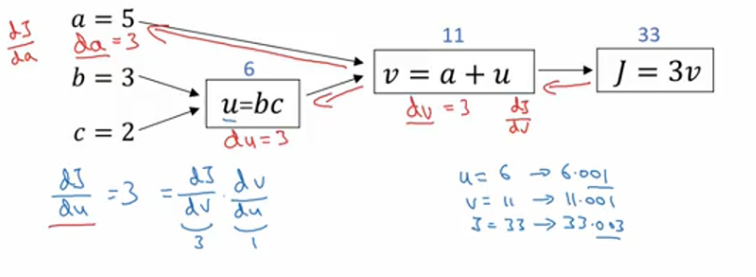 dJ/da
a = 5
da = 3
b = 3
c = 2
6
u=bc
du = 3
11
v = a + u
dv = 3
dJ/dv
33
J = 3v
dJ/du = 3 = dJ/dv · dv/du
3 1
u = 6 → 6.001
v = 11 → 11.001
J = 33 → 33.003